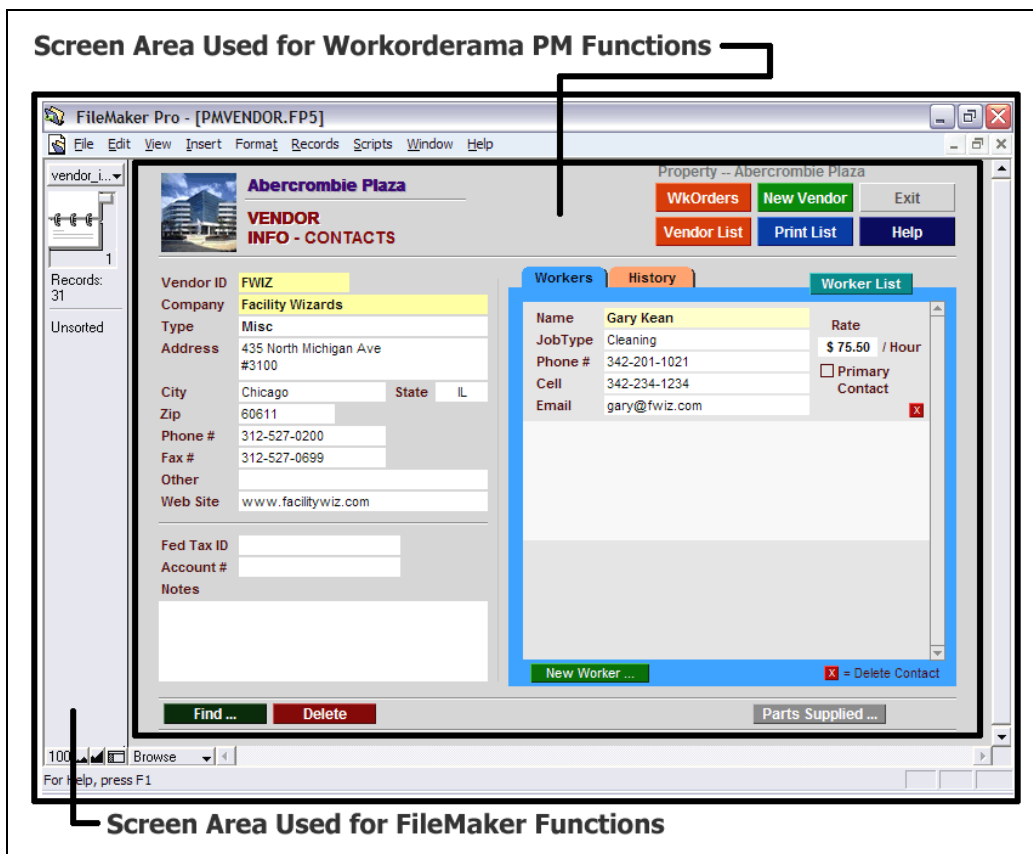 Screen Area Used for Workorderama PM Functions
FileMaker Pro - [PMVENDOR.FP5]
File Edit View Insert Format Records Scripts Window Help
vendor_i...
1
Records:
31
Unsorted
Abercrombie Plaza
VENDOR
INFO - CONTACTS
Property -- Abercrombie Plaza
WkOrders New Vendor Exit
Vendor List Print List Help
Vendor ID FWIZ
Company Facility Wizards
Type Misc
Address 435 North Michigan Ave
#3100
City Chicago State IL
Zip 60611
Phone # 312-527-0200
Fax # 312-527-0699
Other
Web Site www.facilitywiz.com
Fed Tax ID
Account #
Notes
Workers History Worker List
Name Gary Kean
JobType Cleaning
Phone # 342-201-1021
Cell 342-234-1234
Email gary@fwiz.com
Rate
$ 75.50 / Hour
Primary
Contact
X
New Worker ... X = Delete Contact
Find ... Delete Parts Supplied ...
100 Browse
For Help, press F1
Screen Area Used for FileMaker Functions